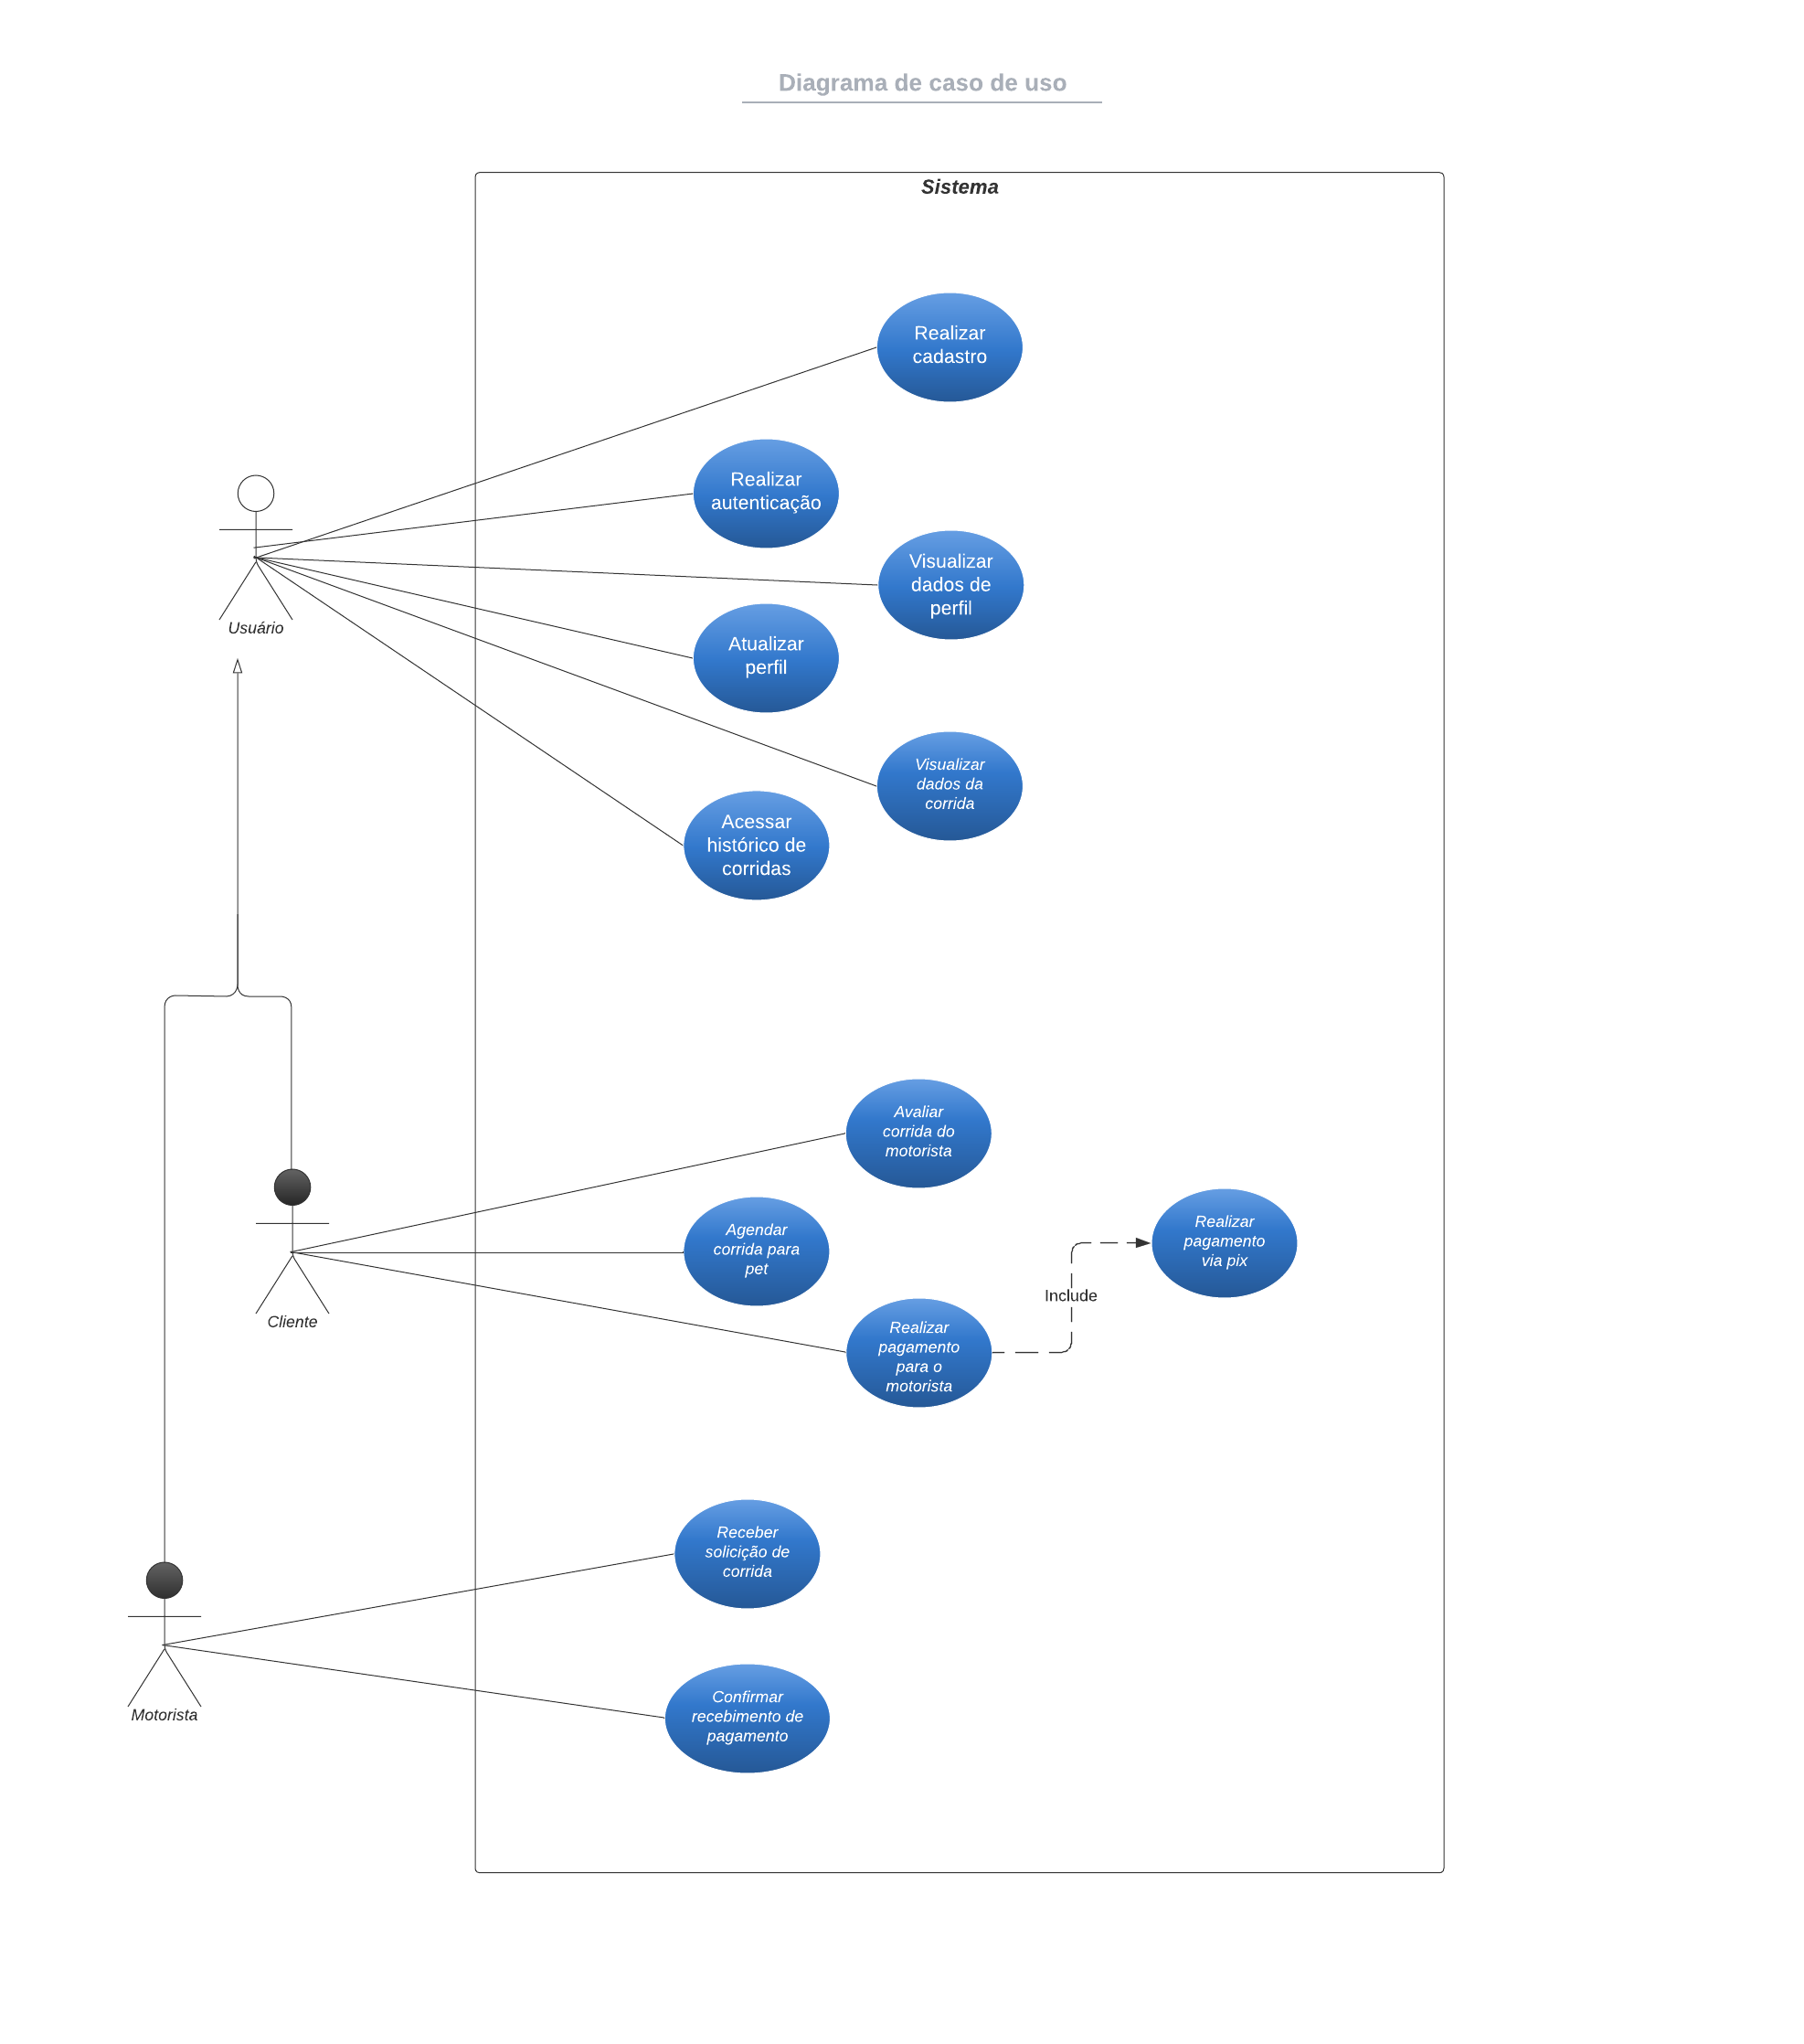 Diagrama de caso de uso
Sistema
Realizar
cadastro
Realizar
autenticação
Visualizar
dados de
perfil
Usuário
Atualizar
perfil
Visualizar
dados da
corrida
Acessar
histórico de
corridas
Avaliar
corrida do
motorista
Agendar
corrida para
pet
Realizar
pagamento
via pix
Include
Cliente
Realizar
pagamento
para o
motorista
Receber
solicição de
corrida
Motorista
Confirmar
recebimento de
pagamento